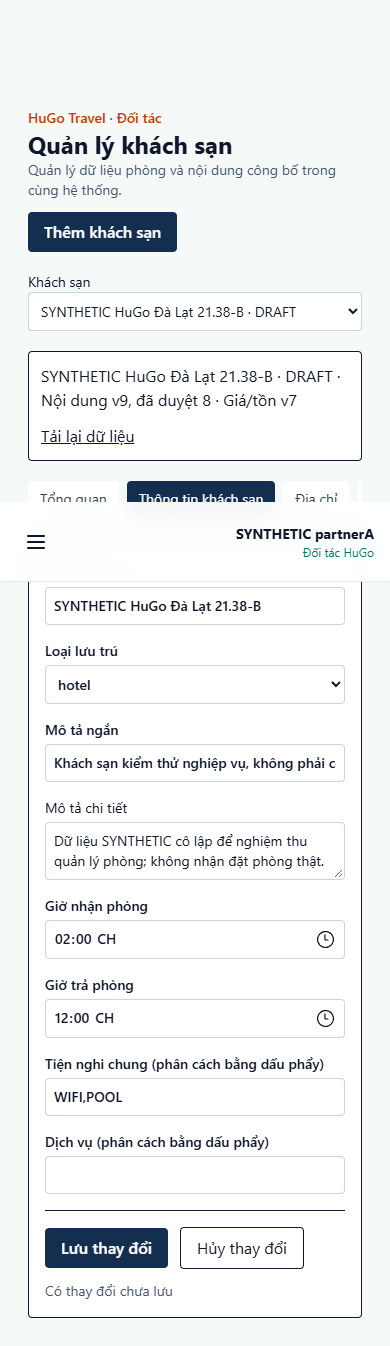 HuGo Travel · Đối tác
Quản lý khách sạn
Quản lý dữ liệu phòng và nội dung công bố trong
cùng hệ thống.
Thêm khách sạn
Khách sạn
SYNTHETIC HuGo Đà Lạt 21.38-B · DRAFT
SYNTHETIC HuGo Đà Lạt 21.38-B · DRAFT ·
Nội dung v9, đã duyệt 8 · Giá/tồn v7
Tải lại dữ liệu
Tổng quan
Thông tin khách sạn
Địa chỉ
SYNTHETIC partnerA
Đối tác HuGo
SYNTHETIC HuGo Đà Lạt 21.38-B
Loại lưu trú
hotel
Mô tả ngắn
Khách sạn kiểm thử nghiệp vụ, không phải c
Mô tả chi tiết
Dữ liệu SYNTHETIC cô lập để nghiệm thu
quản lý phòng; không nhận đặt phòng thật.
Giờ nhận phòng
02:00 CH
Giờ trả phòng
12:00 CH
Tiện nghi chung (phân cách bằng dấu phẩy)
WIFI,POOL
Dịch vụ (phân cách bằng dấu phẩy)
Lưu thay đổi
Hủy thay đổi
Có thay đổi chưa lưu